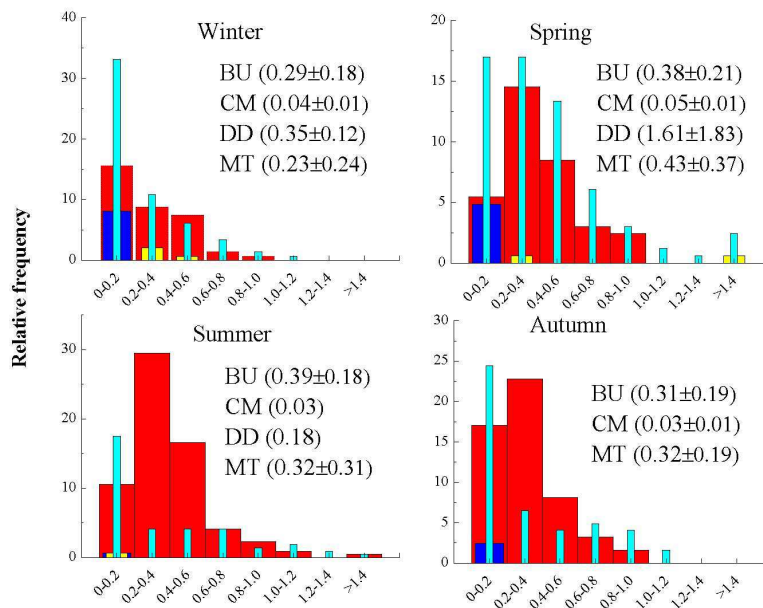 Relative frequency
Winter
BU (0.29±0.18)
CM (0.04±0.01)
DD (0.35±0.12)
MT (0.23±0.24)
40
30
20
10
0
0-0.2
0.2-0.4
0.4-0.6
0.6-0.8
0.8-1.0
1.0-1.2
1.2-1.4
>1.4
Spring
BU (0.38±0.21)
CM (0.05±0.01)
DD (1.61±1.83)
MT (0.43±0.37)
20
15
10
5
0
0-0.2
0.2-0.4
0.4-0.6
0.6-0.8
0.8-1.0
1.0-1.2
1.2-1.4
>1.4
Summer
BU (0.39±0.18)
CM (0.03)
DD (0.18)
MT (0.32±0.31)
30
20
10
0
0-0.2
0.2-0.4
0.4-0.6
0.6-0.8
0.8-1.0
1.0-1.2
1.2-1.4
>1.4
Autumn
BU (0.31±0.19)
CM (0.03±0.01)
MT (0.32±0.19)
30
25
20
15
10
5
0
0-0.2
0.2-0.4
0.4-0.6
0.6-0.8
0.8-1.0
1.0-1.2
1.2-1.4
>1.4